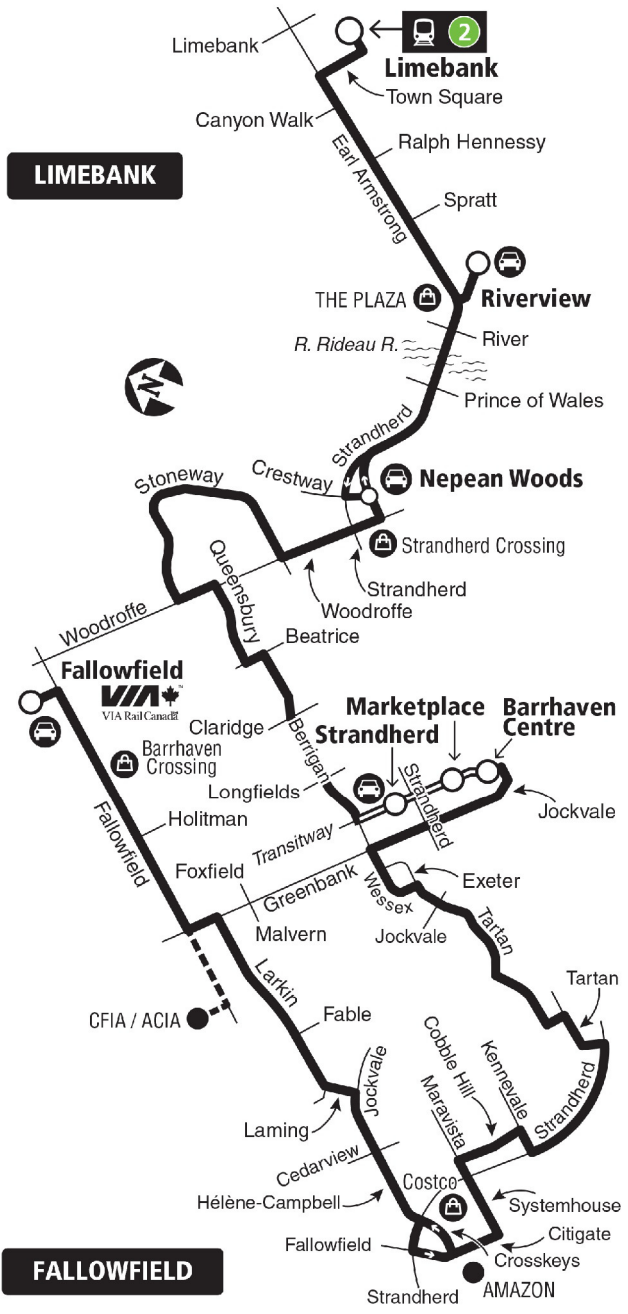 Limebank
2
Limebank
Town Square
Canyon Walk
Ralph Hennessy
Earl Armstrong
LIMEBANK
Spratt
THE PLAZA
Riverview
R. Rideau R.
River
Prince of Wales
N
Strandherd
Crestway
Nepean Woods
Stoneway
Strandherd Crossing
Queensbury
Strandherd
Woodroffe
Woodroffe
Beatrice
Fallowfield
VIA
VIA Rail Canada
Marketplace
Barrhaven
Centre
Strandherd
Claridge
Berrigan
Barrhaven
Crossing
Longfields
Strandherd
Jockvale
Holitman
Transitway
Fallowfield
Foxfield
Greenbank
Exeter
Wessex
Malvern
Jockvale
Tartan
Larkin
Tartan
CFIA / ACIA
Fable
Cobble Hill
Kennevale
Jockvale
Maravista
Strandherd
Laming
Cedarview
Costco
Hélène-Campbell
Systemhouse
Citigate
Fallowfield
Crosskeys
FALLOWFIELD
AMAZON
Strandherd